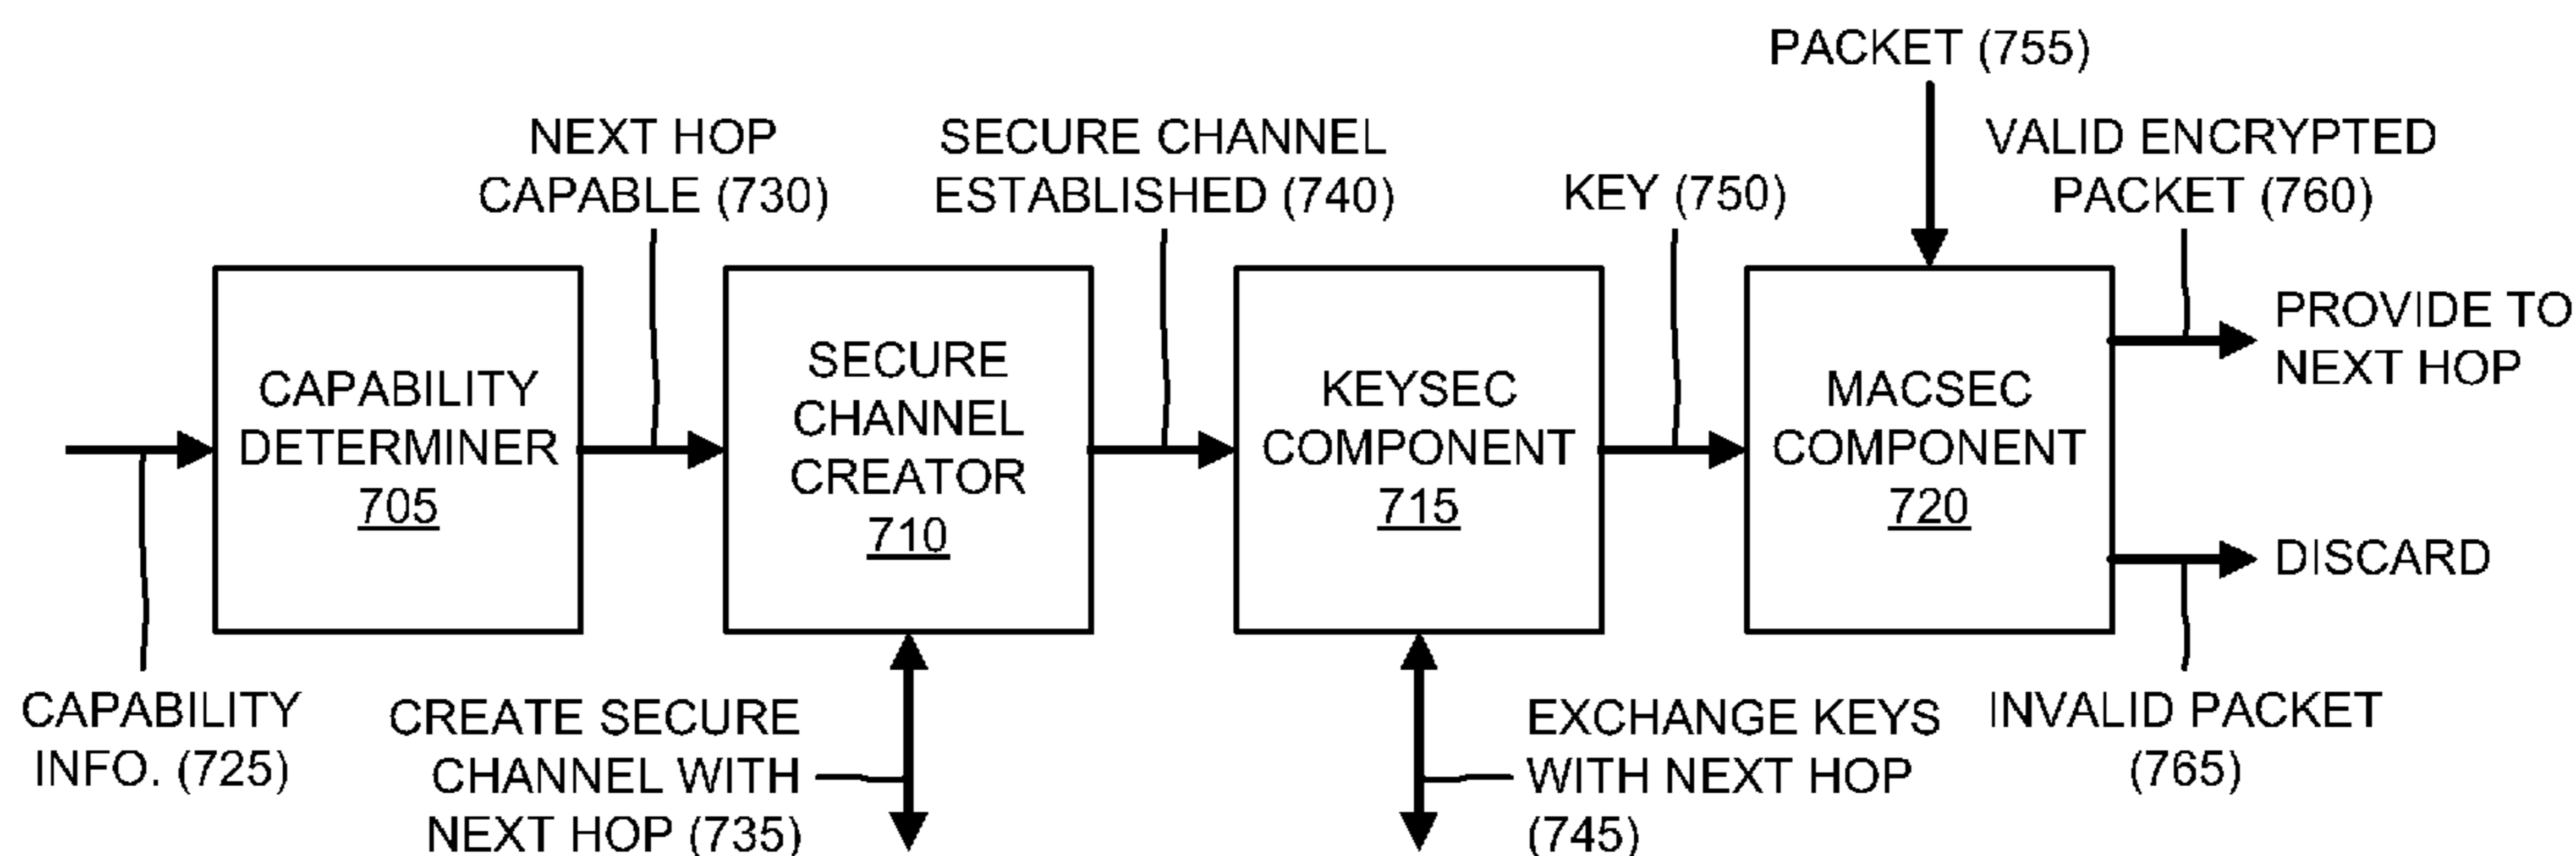 PACKET (755)
NEXT HOP
CAPABLE (730)
SECURE CHANNEL
ESTABLISHED (740)
KEY (750)
VALID ENCRYPTED
PACKET (760)
CAPABILITY
DETERMINER
705
SECURE
CHANNEL
CREATOR
710
KEYSEC
COMPONENT
715
MACSEC
COMPONENT
720
PROVIDE TO
NEXT HOP
DISCARD
CAPABILITY
INFO. (725)
CREATE SECURE
CHANNEL WITH
NEXT HOP (735)
EXCHANGE KEYS
WITH NEXT HOP
(745)
INVALID PACKET
(765)